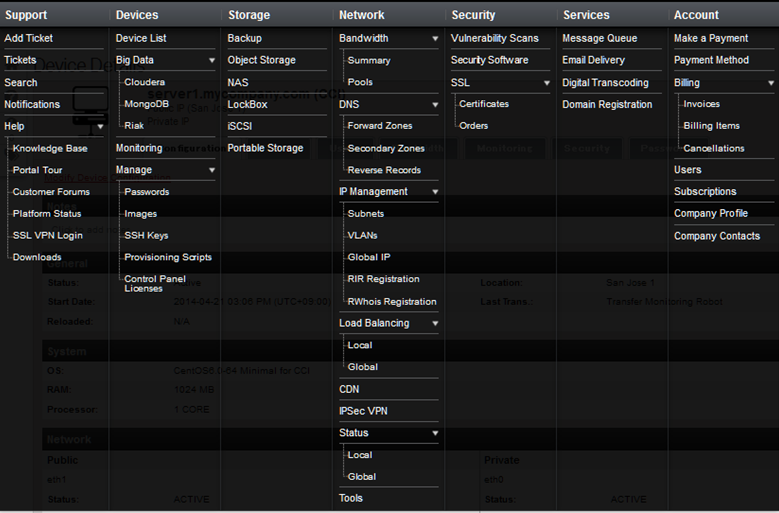 Support Devices Storage Network Security Services Account
Add Ticket
Tickets
Search
Notifications
Help
Knowledge Base
Portal Tour
Customer Forums
Platform Status
SSL VPN Login
Downloads
Device List
Big Data
Cloudera
MongoDB
Riak
Monitoring
Manage
Passwords
Images
SSH Keys
Provisioning Scripts
Control Panel
Licenses
Backup
Object Storage
NAS
LockBox
iSCSI
Portable Storage
Bandwidth
Summary
Pools
DNS
Forward Zones
Secondary Zones
Reverse Records
IP Management
Subnets
VLANs
Global IP
RIR Registration
RWhois Registration
Load Balancing
Local
Global
CDN
IPSec VPN
Status
Local
Global
Tools
Vulnerability Scans
Security Software
SSL
Certificates
Orders
Message Queue
Email Delivery
Digital Transcoding
Domain Registration
Make a Payment
Payment Method
Billing
Invoices
Billing Items
Cancellations
Users
Subscriptions
Company Profile
Company Contacts
server1.mycompany.com
Private IP
Monitoring Security
General
Status:
Location: San Jose 1
Start Date: 2014-04-21 03:06 PM (UTC+09:00)
Last Trans.: Transfer Monitoring Robot
Reloaded: N/A
System
OS: CentOS6.0-64 Minimal for CCI
RAM: 1024 MB
Processor: 1 CORE
Network
Public Private
eth1 eth0
Status: ACTIVE Status: ACTIVE